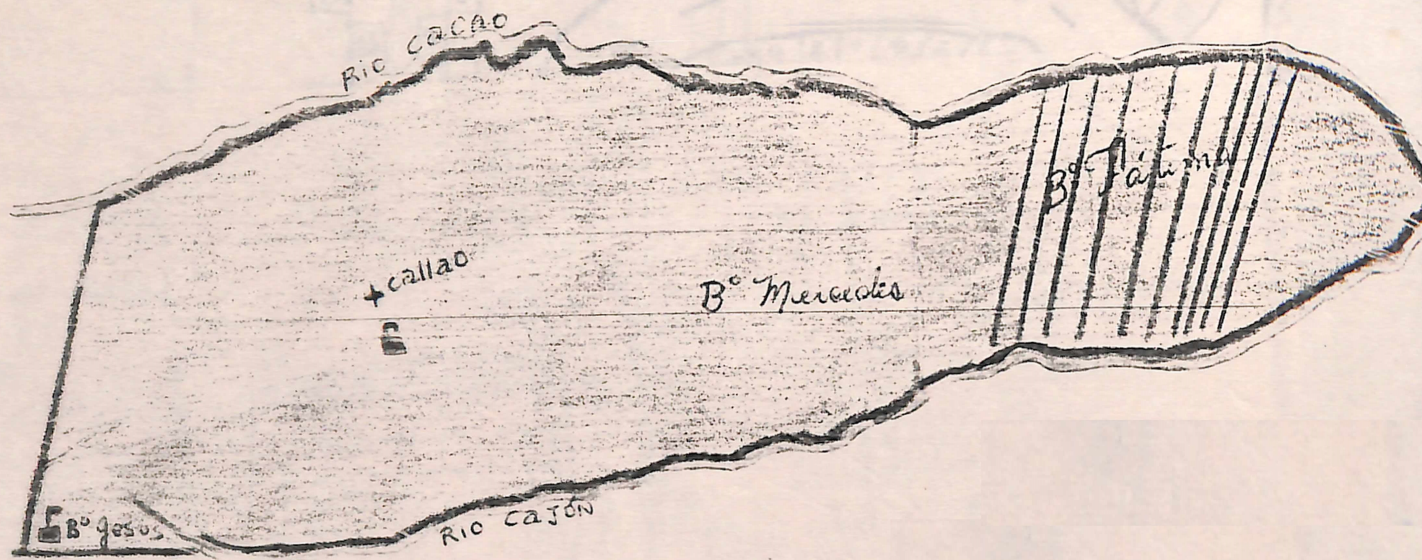 RIO CACAO
Bº Fátima
callao
Bº Mercedes
Bº Jesus
RIO CAJÓN